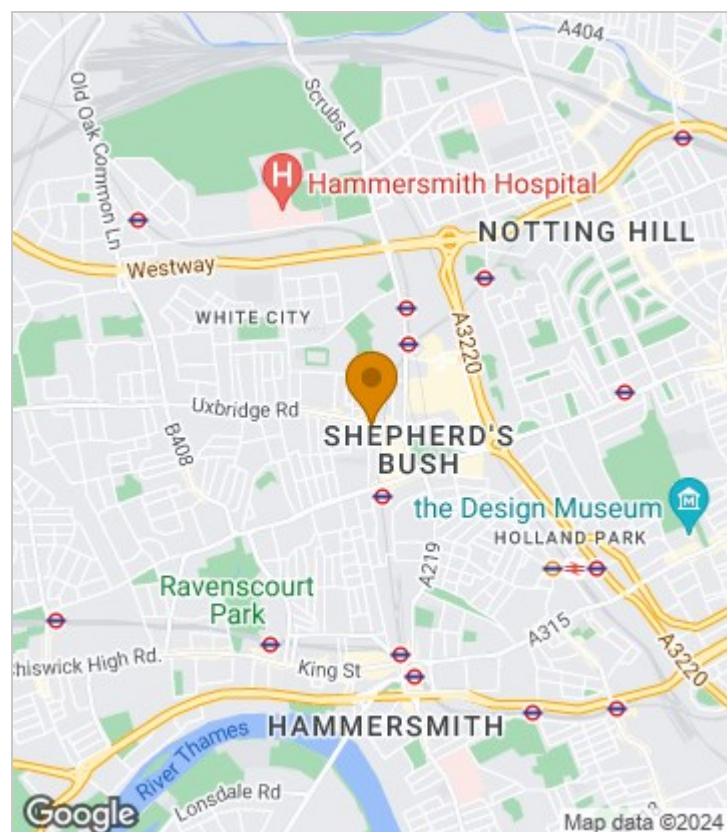 A404
Old Oak Common Ln
Scrubs Ln
H
Hammersmith Hospital
NOTTING HILL
Westway
WHITE CITY
A3220
Uxbridge Rd
B408
SHEPHERD'S
BUSH
the Design Museum
M
HOLLAND PARK
A219
Ravenscourt
Park
A315
A3220
hiswick High Rd.
King St
HAMMERSMITH
River Thames
Lonsdale Rd
Google
Map data ©2024